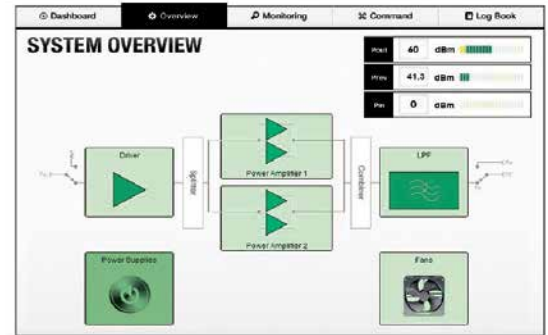 Dashboard
Overview
Monitoring
Command
Log Book
SYSTEM OVERVIEW
Pout 60 dBm
Prev 41,3 dBm
Pin 0 dBm
Driver
Splitter
Power Amplifier 1
Power Amplifier 2
Combiner
LPF
Power Supplies
Fans